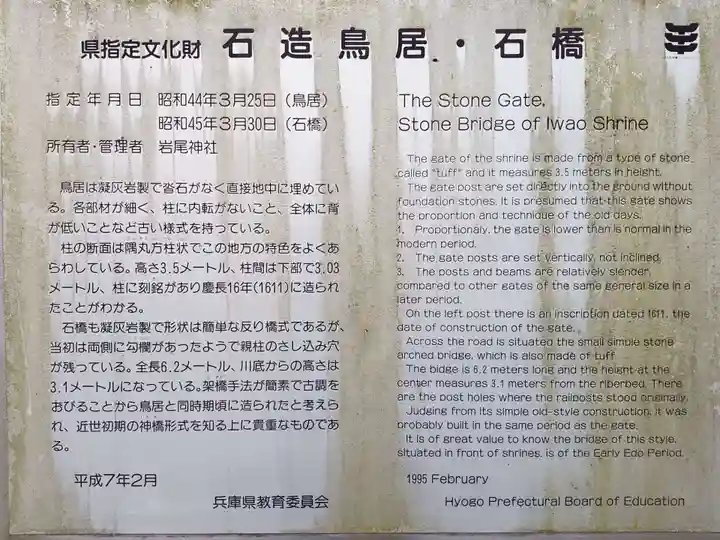 県指定文化財 石造鳥居・石橋
指定年月日 昭和44年3月25日（鳥居）
昭和45年3月30日（石橋）
所有者・管理者 岩尾神社
鳥居は凝灰岩製で沓石がなく直接地中に埋めてい
る。各部材が細く、柱に内転がないこと、全体に背
が低いことなど古い様式を持っている。
柱の断面は隅丸方柱状でこの地方の特色をよくあ
らわしている。高さ3.5メートル、柱間は下部で3.03
メートル、柱に刻銘があり慶長16年(1611)に造られ
たことがわかる。
石橋も凝灰岩製で形状は簡単な反り橋式であるが、
当初は両側に勾欄があったようで親柱のさし込み穴
が残っている。全長6.2メートル、川底からの高さは
3.1メートルになっている。架橋手法が簡素で古調を
おびることから鳥居と同時期頃に造られたと考えら
れ、近世初期の神橋形式を知る上に貴重なものであ
る。
平成7年2月
兵庫県教育委員会
The Stone Gate,
Stone Bridge of Iwao Shrine
The gate of the shrine is made from a type of stone
called "tuff" and it measures 3.5 meters in height.
The gate post are set directly into the ground without
foundation stones. It is presumed that this gate shows
the proportion and technique of the old days.
1. Proportionaly, the gate is lower than is normal in the
modern period.
2. The gate posts are set vertically, not inclined.
3. The posts and beams are relatively slender,
compared to other gates of the same general size in a
later period.
On the left post there is an inscription dated 1611, the
date of construction of the gate.
Across the road is situated the small simple stone
arched bridge, which is also made of tuff.
The bidge is 6.2 meters long and the height at the
center measures 3.1 meters from the riberbed. There
are the post holes where the railposts stood originally.
Judging from its simple old-style construction, it was
probably built in the same period as the gate.
It is of great value to know the bridge of this style,
situated in front of shrines, is of the Early Edo Period.
1995 February
Hyogo Prefectural Board of Education